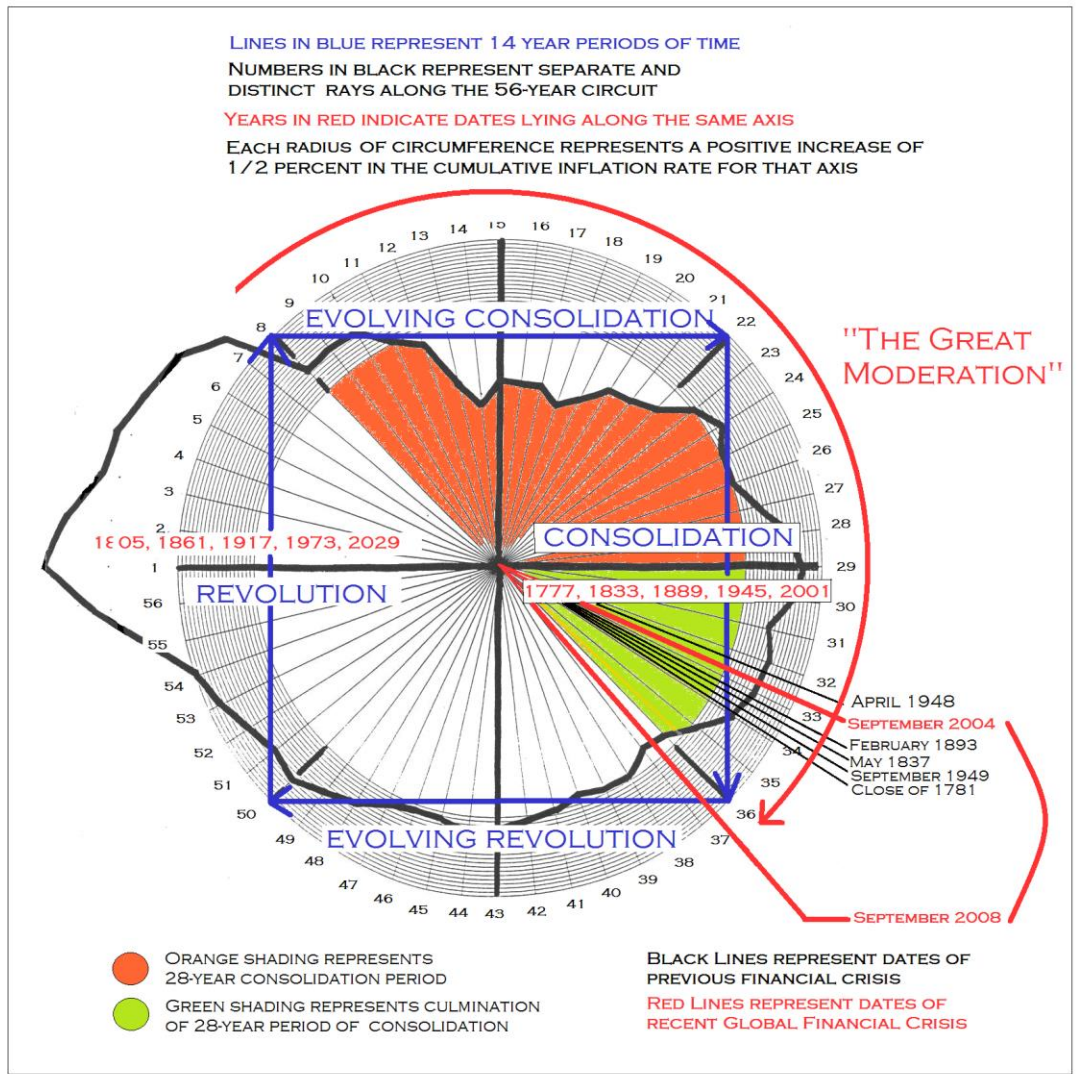 LINES IN BLUE REPRESENT 14 YEAR PERIODS OF TIME
NUMBERS IN BLACK REPRESENT SEPARATE AND
DISTINCT RAYS ALONG THE 56-YEAR CIRCUIT
YEARS IN RED INDICATE DATES LYING ALONG THE SAME AXIS
EACH RADIUS OF CIRCUMFERENCE REPRESENTS A POSITIVE INCREASE OF
1/2 PERCENT IN THE CUMULATIVE INFLATION RATE FOR THAT AXIS
15
14
16
13
17
12
18
11
19
10
20
9
21
8
22
EVOLVING CONSOLIDATION
"THE GREAT
MODERATION"
7
23
6
24
5
25
4
26
3
27
2
28
CONSOLIDATION
1805, 1861, 1917, 1973, 2029
1
29
REVOLUTION
1777, 1833, 1889, 1945, 2001
56
30
55
31
54
32
53
33
APRIL 1948
SEPTEMBER 2004
52
34
FEBRUARY 1893
MAY 1837
SEPTEMBER 1949
CLOSE OF 1781
51
35
50
36
EVOLVING REVOLUTION
49
37
48
38
47
39
46
40
45
41
44
43
42
SEPTEMBER 2008
ORANGE SHADING REPRESENTS
28-YEAR CONSOLIDATION PERIOD
GREEN SHADING REPRESENTS CULMINATION
OF 28-YEAR PERIOD OF CONSOLIDATION
BLACK LINES REPRESENT DATES OF
PREVIOUS FINANCIAL CRISIS
RED LINES REPRESENT DATES OF
RECENT GLOBAL FINANCIAL CRISIS